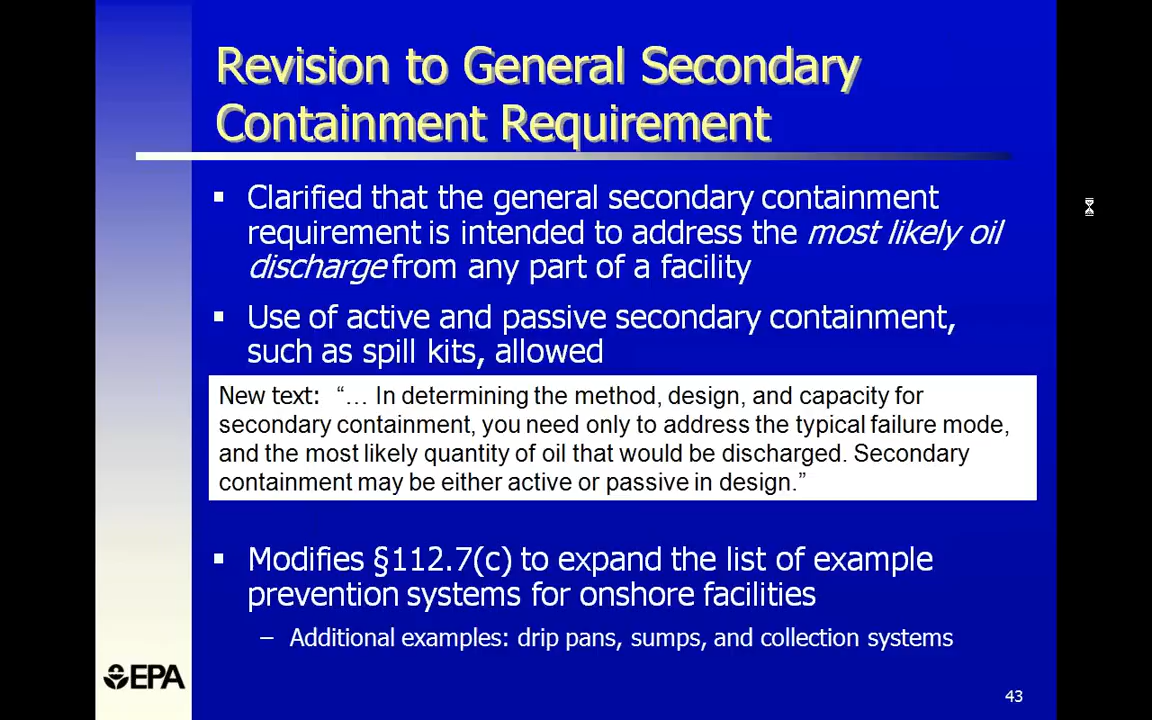 Revision to General Secondary
Containment Requirement
▪ Clarified that the general secondary containment
requirement is intended to address the most likely oil
discharge from any part of a facility
▪ Use of active and passive secondary containment,
such as spill kits, allowed
New text: “… In determining the method, design, and capacity for
secondary containment, you need only to address the typical failure mode,
and the most likely quantity of oil that would be discharged. Secondary
containment may be either active or passive in design.”
▪ Modifies §112.7(c) to expand the list of example
prevention systems for onshore facilities
– Additional examples: drip pans, sumps, and collection systems
EPA
43